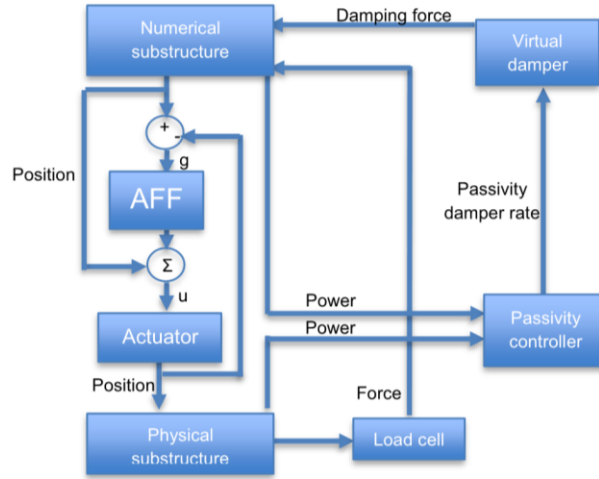 Numerical
substructure
Damping force
Virtual
damper
+
-
g
Position
AFF
Passivity
damper rate
Σ
u
Power
Passivity
controller
Actuator
Power
Position
Force
Physical
substructure
Load cell